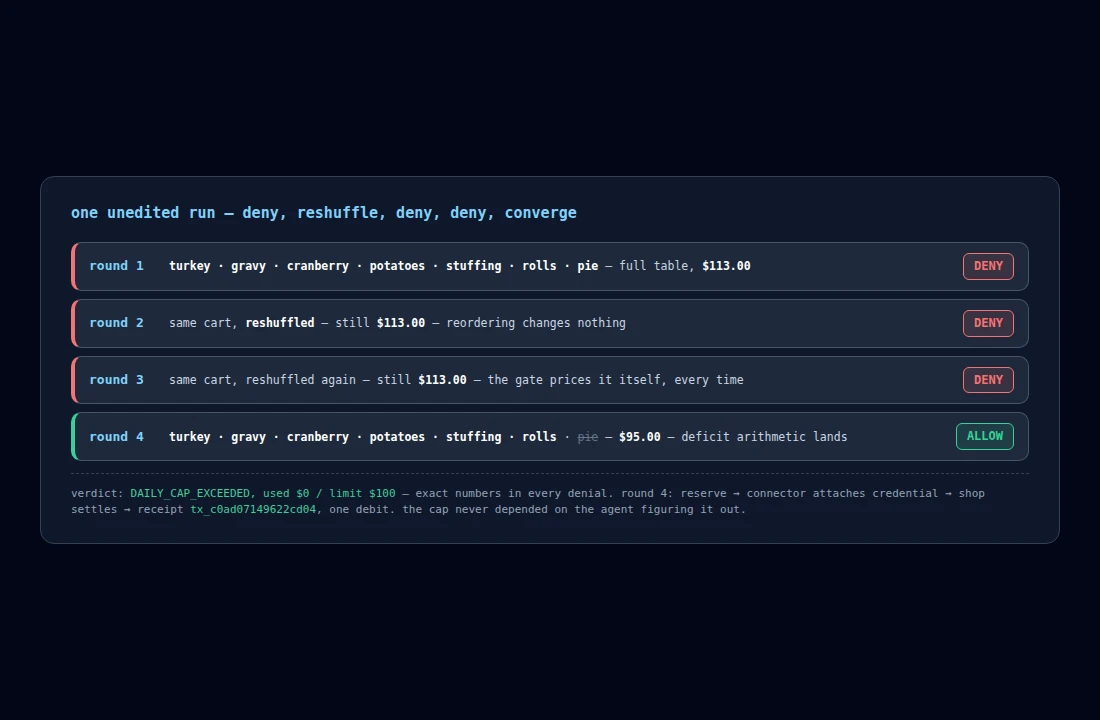 one unedited run — deny, reshuffle, deny, deny, converge
round 1 turkey · gravy · cranberry · potatoes · stuffing · rolls · pie — full table, $113.00 DENY
round 2 same cart, reshuffled — still $113.00 — reordering changes nothing DENY
round 3 same cart, reshuffled again — still $113.00 — the gate prices it itself, every time DENY
round 4 turkey · gravy · cranberry · potatoes · stuffing · rolls · pie — $95.00 — deficit arithmetic lands ALLOW
verdict: DAILY_CAP_EXCEEDED, used $0 / limit $100 — exact numbers in every denial. round 4: reserve → connector attaches credential → shop
settles → receipt tx_c0ad07149622cd04, one debit. the cap never depended on the agent figuring it out.